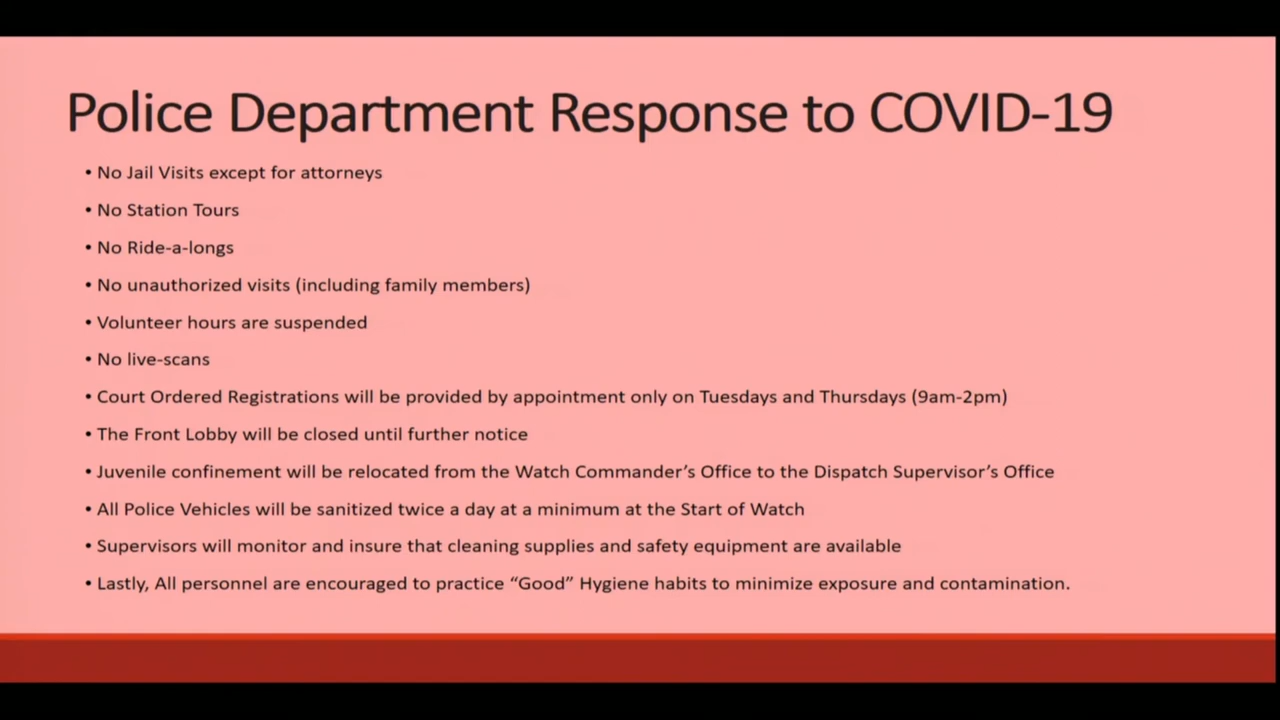 Police Department Response to COVID-19
• No Jail Visits except for attorneys
• No Station Tours
• No Ride-a-longs
• No unauthorized visits (including family members)
• Volunteer hours are suspended
• No live-scans
• Court Ordered Registrations will be provided by appointment only on Tuesdays and Thursdays (9am-2pm)
• The Front Lobby will be closed until further notice
• Juvenile confinement will be relocated from the Watch Commander’s Office to the Dispatch Supervisor’s Office
• All Police Vehicles will be sanitized twice a day at a minimum at the Start of Watch
• Supervisors will monitor and insure that cleaning supplies and safety equipment are available
• Lastly, All personnel are encouraged to practice “Good” Hygiene habits to minimize exposure and contamination.